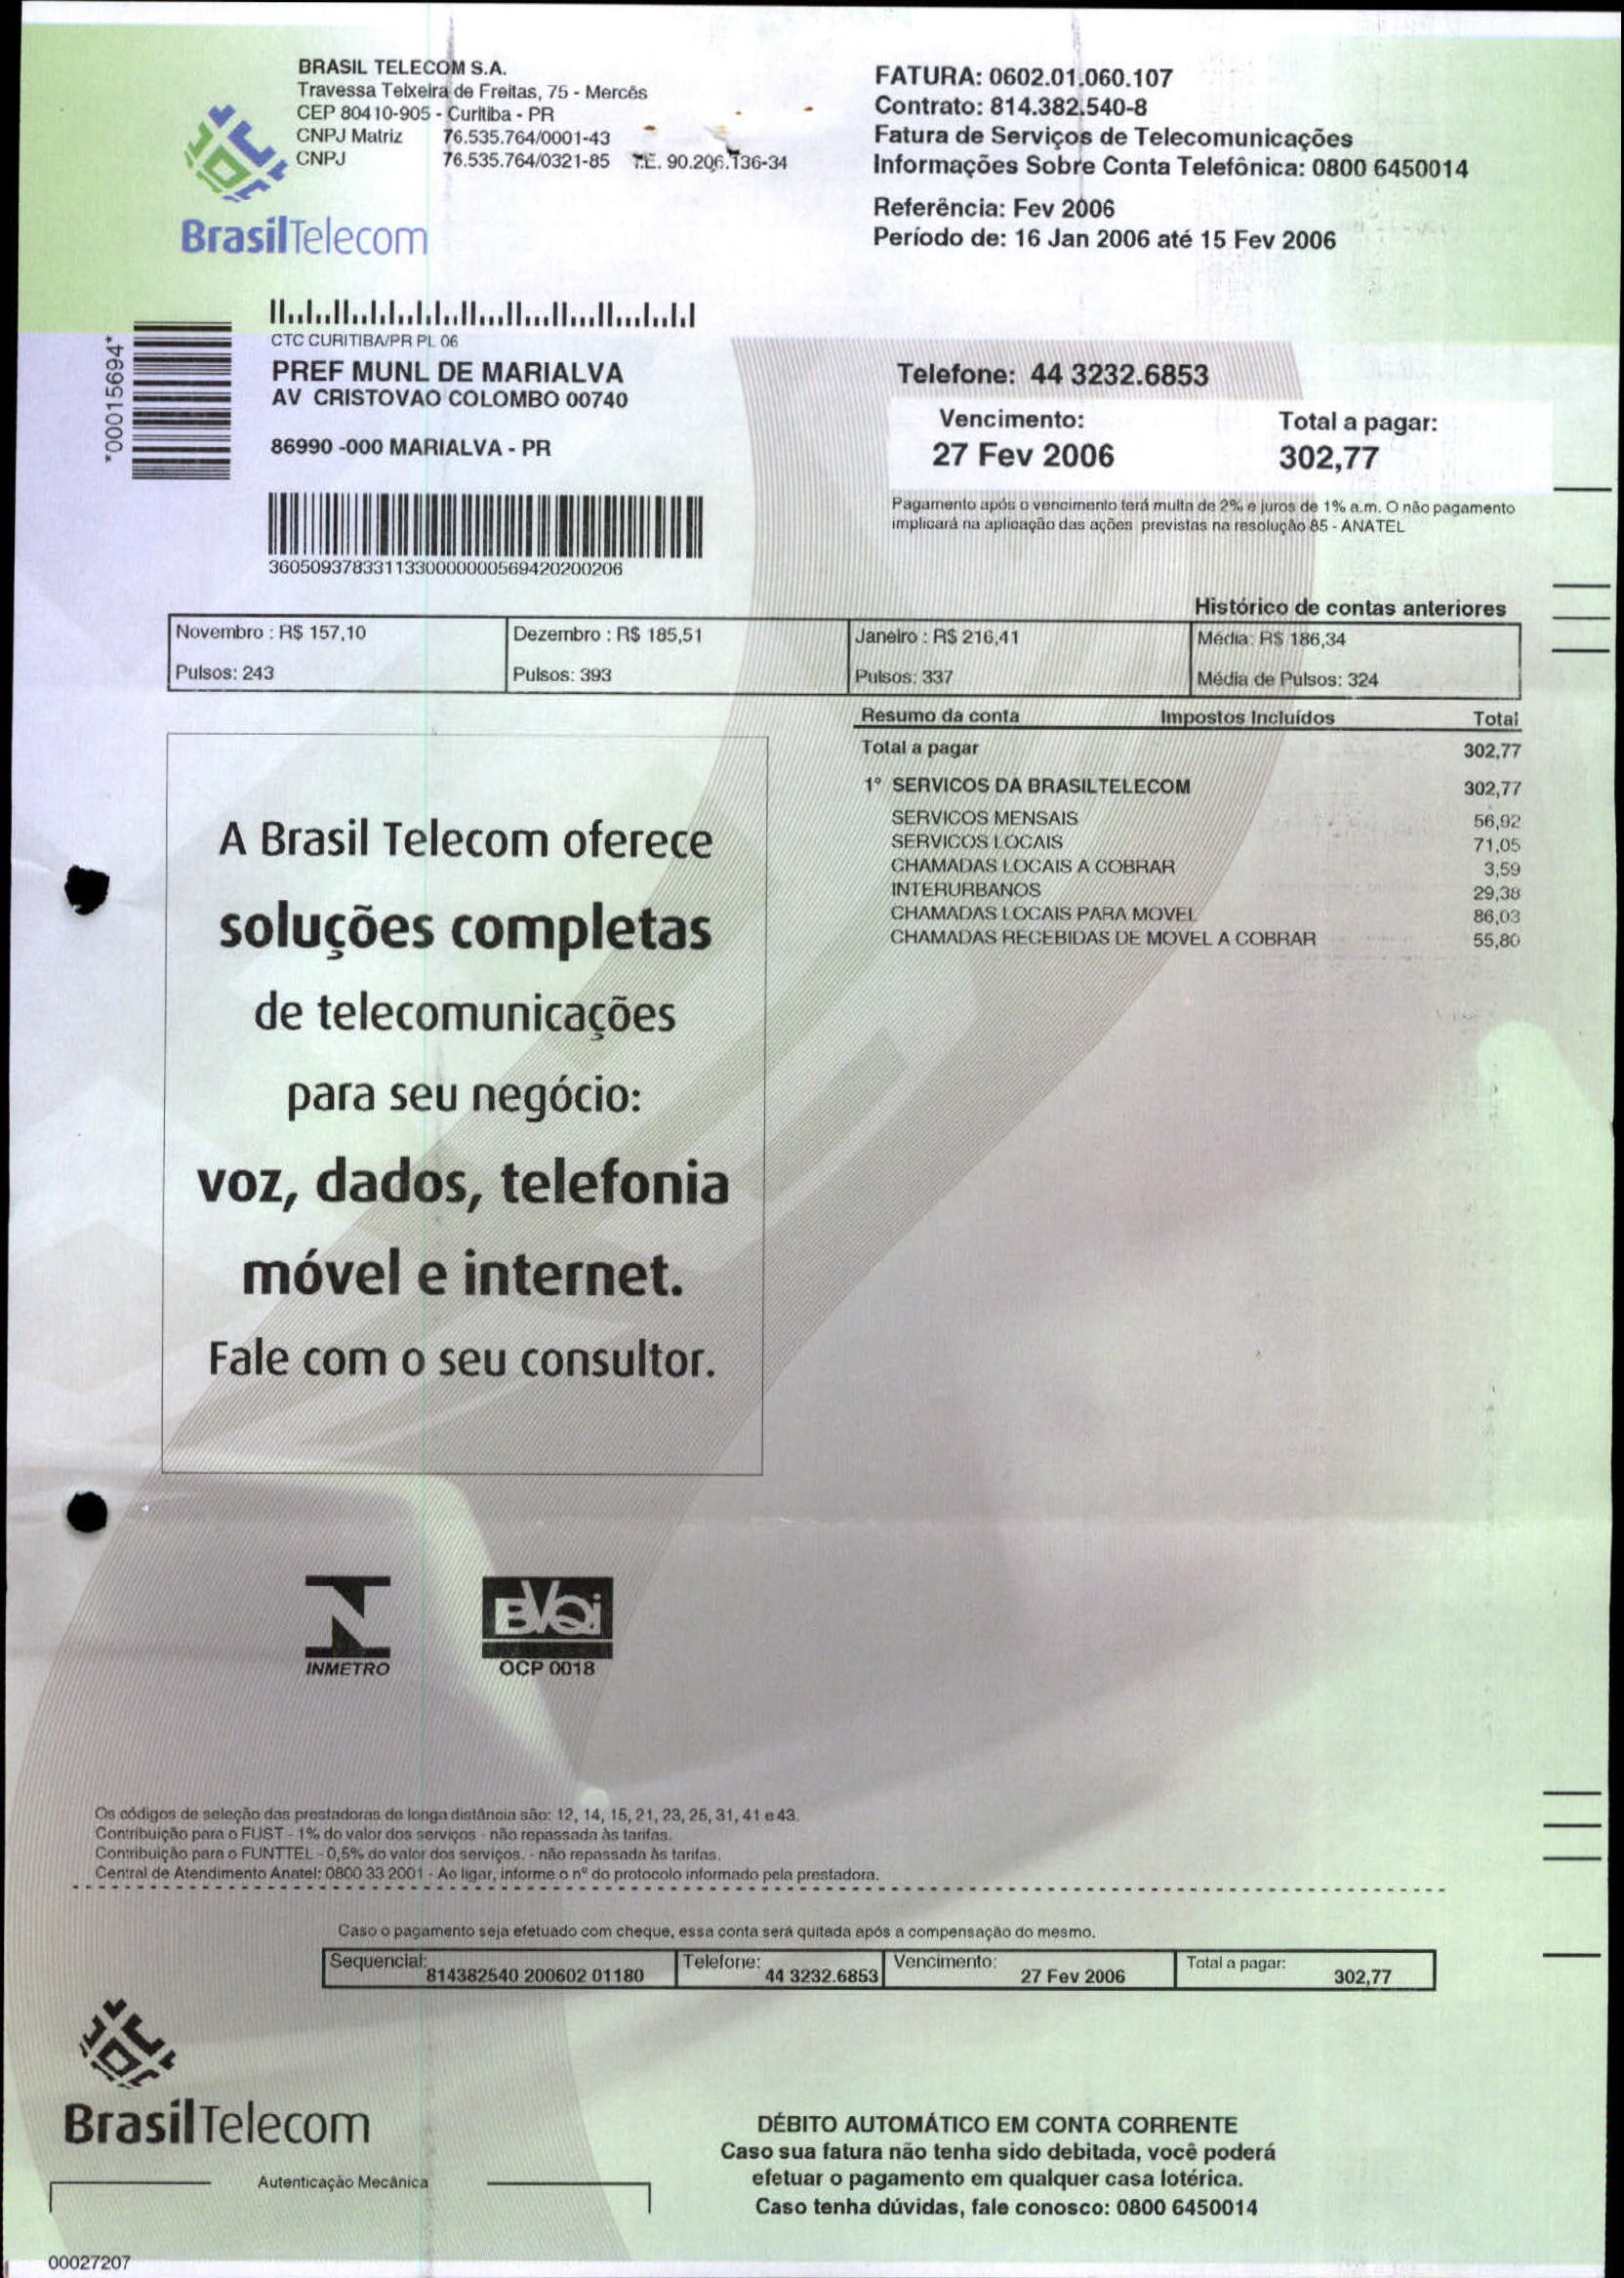 BRASIL TELECOM S.A.
Travessa Teixeira de Freitas, 75 - Mercês
CEP 80410-905 - Curitiba - PR
CNPJ Matriz 76.535.764/0001-43
CNPJ 76.535.764/0321-85 I.E. 90.206.136-34
BrasilTelecom
FATURA: 0602.01.060.107
Contrato: 814.382.540-8
Fatura de Serviços de Telecomunicações
Informações Sobre Conta Telefônica: 0800 6450014
Referência: Fev 2006
Período de: 16 Jan 2006 até 15 Fev 2006
*00015694*
CTC CURITIBA/PR PL 06
PREF MUNL DE MARIALVA
AV CRISTOVAO COLOMBO 00740
86990 -000 MARIALVA - PR
3605093783311330000000569420200206
Telefone: 44 3232.6853
Vencimento: Total a pagar:
27 Fev 2006 302,77
Pagamento após o vencimento terá multa de 2% e juros de 1% a.m. O não pagamento
implicará na aplicação das ações previstas na resolução 85 - ANATEL
Histórico de contas anteriores
Novembro : R$ 157,10 Dezembro : R$ 185,51 Janeiro : R$ 216,41 Média: R$ 186,34
Pulsos: 243 Pulsos: 393 Pulsos: 337 Média de Pulsos: 324
Resumo da conta Impostos Incluídos Total
Total a pagar 302,77
1º SERVICOS DA BRASILTELECOM 302,77
SERVICOS MENSAIS 56,92
SERVICOS LOCAIS 71,05
CHAMADAS LOCAIS A COBRAR 3,59
INTERURBANOS 29,38
CHAMADAS LOCAIS PARA MOVEL 86,03
CHAMADAS RECEBIDAS DE MOVEL A COBRAR 55,80
A Brasil Telecom oferece
soluções completas
de telecomunicações
para seu negócio:
voz, dados, telefonia
móvel e internet.
Fale com o seu consultor.
BVQi
INMETRO OCP 0018
Os códigos de seleção das prestadoras de longa distância são: 12, 14, 15, 21, 23, 25, 31, 41 e 43.
Contribuição para o FUST - 1% do valor dos serviços - não repassada às tarifas.
Contribuição para o FUNTTEL - 0,5% do valor dos serviços. - não repassada às tarifas.
Central de Atendimento Anatel: 0800 33 2001 - Ao ligar, informe o nº do protocolo informado pela prestadora.
Caso o pagamento seja efetuado com cheque, essa conta será quitada após a compensação do mesmo.
Sequencial: 814382540 200602 01180 Telefone: 44 3232.6853 Vencimento: 27 Fev 2006 Total a pagar: 302,77
BrasilTelecom
Autenticação Mecânica
DÉBITO AUTOMÁTICO EM CONTA CORRENTE
Caso sua fatura não tenha sido debitada, você poderá
efetuar o pagamento em qualquer casa lotérica.
Caso tenha dúvidas, fale conosco: 0800 6450014
00027207